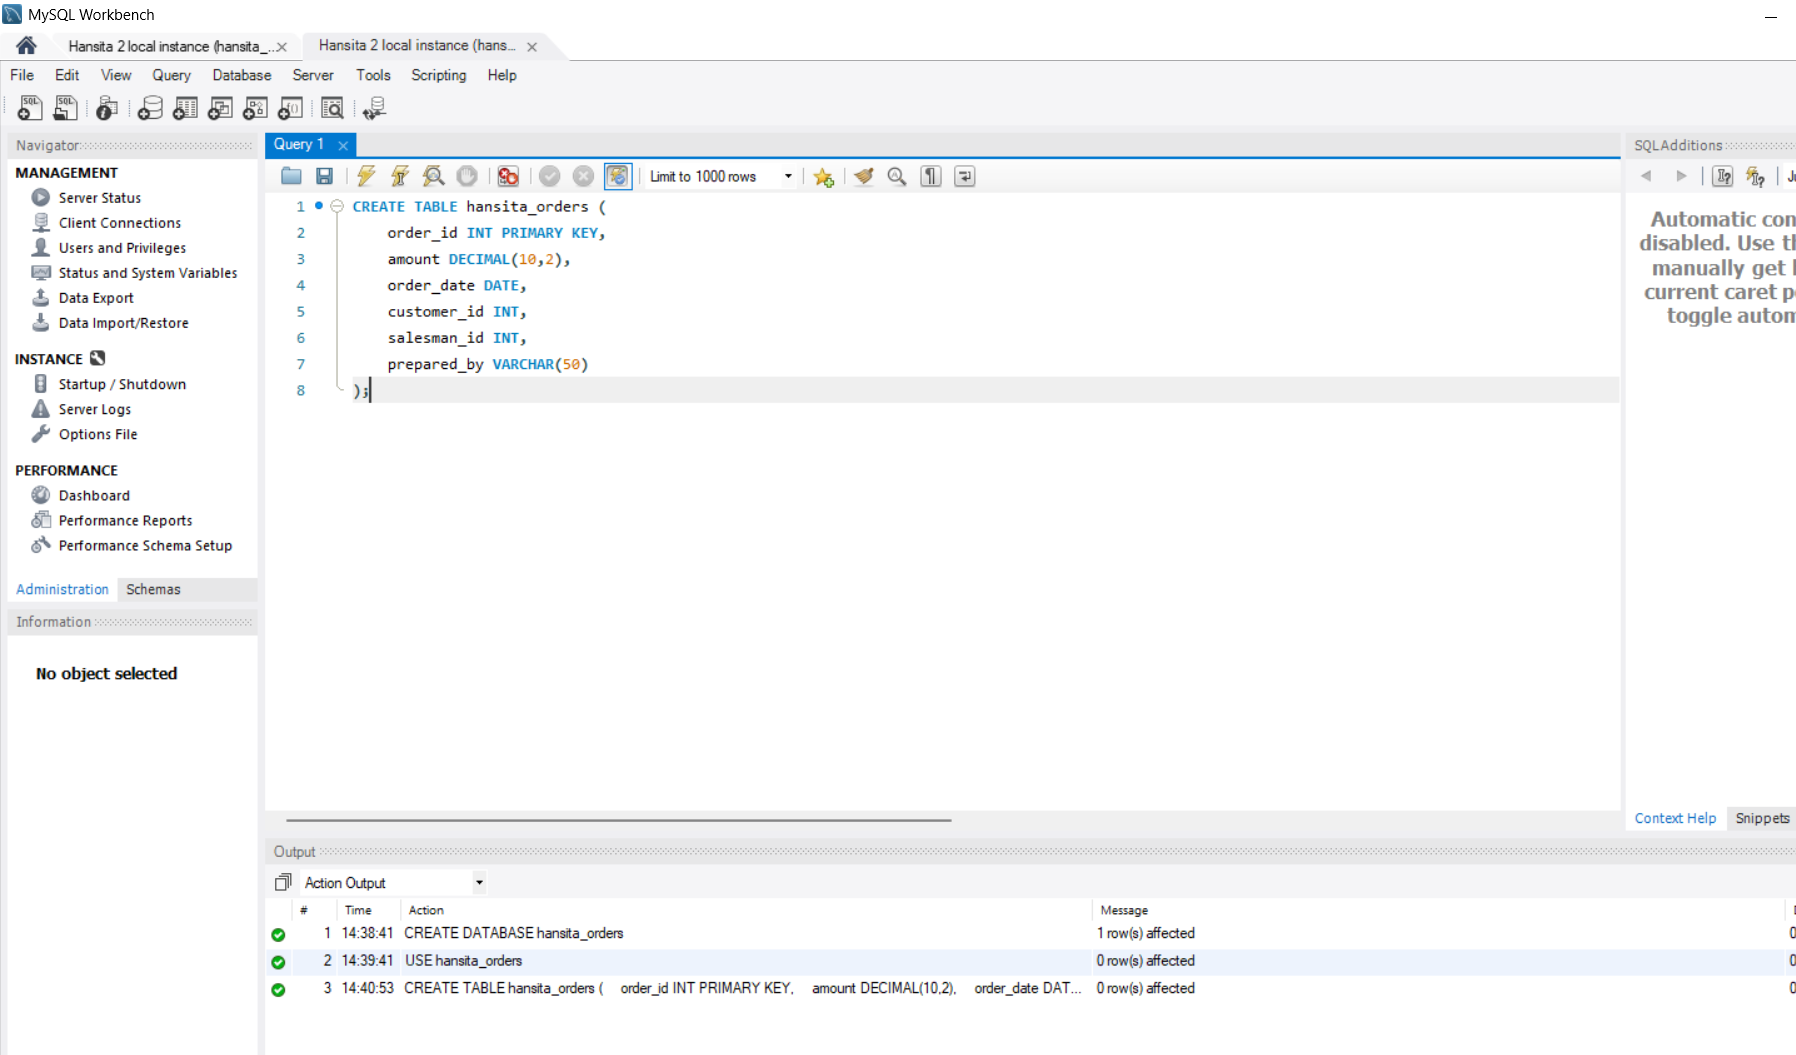 MySQL Workbench
Hansita 2 local instance (hansita_...
Hansita 2 local instance (hans...
File Edit View Query Database Server Tools Scripting Help
Navigator
MANAGEMENT
Server Status
Client Connections
Users and Privileges
Status and System Variables
Data Export
Data Import/Restore
INSTANCE
Startup / Shutdown
Server Logs
Options File
PERFORMANCE
Dashboard
Performance Reports
Performance Schema Setup
Administration Schemas
Information
No object selected
Query 1
Limit to 1000 rows
1 CREATE TABLE hansita_orders (
2 order_id INT PRIMARY KEY,
3 amount DECIMAL(10,2),
4 order_date DATE,
5 customer_id INT,
6 salesman_id INT,
7 prepared_by VARCHAR(50)
8 );
SQLAdditions
Automatic con
disabled. Use
manually get
current caret
toggle autom
Context Help Snippets
Output
Action Output
# Time Action Message
1 14:38:41 CREATE DATABASE hansita_orders 1 row(s) affected 0
2 14:39:41 USE hansita_orders 0 row(s) affected 0
3 14:40:53 CREATE TABLE hansita_orders ( order_id INT PRIMARY KEY, amount DECIMAL(10,2), order_date DAT... 0 row(s) affected 0